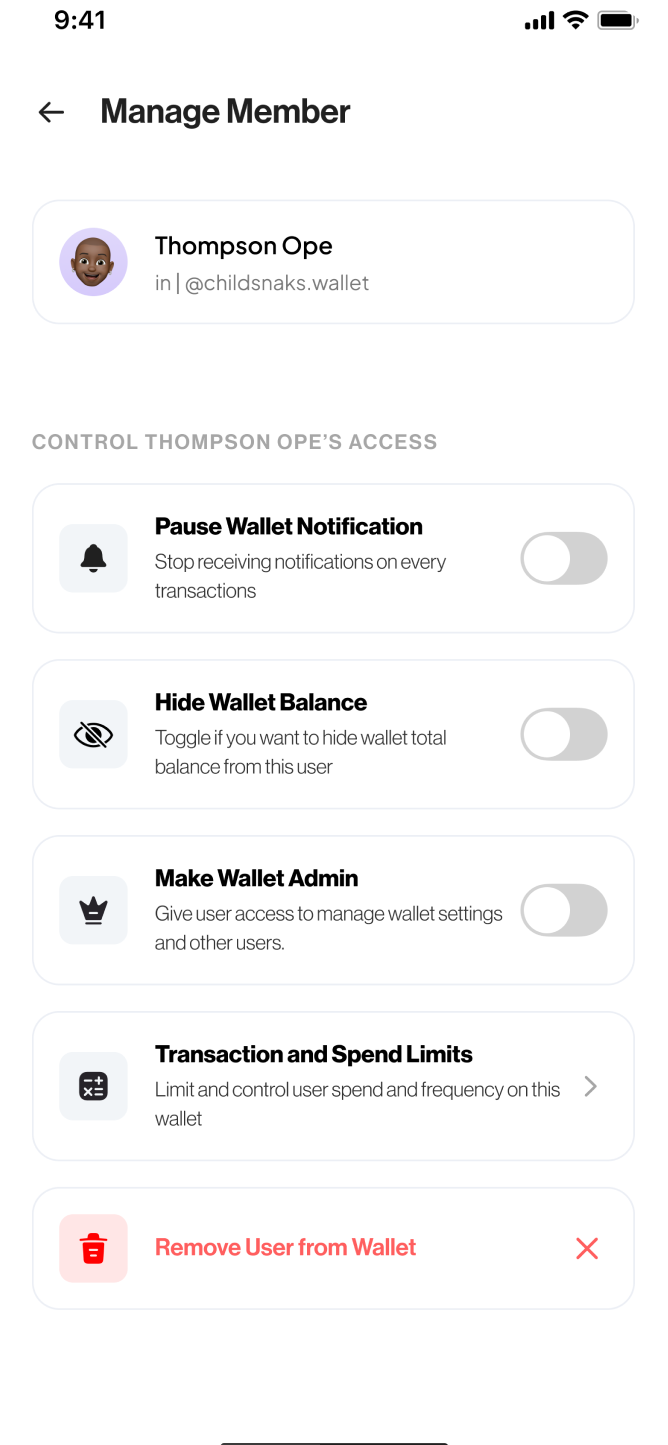 9:41
Manage Member
Thompson Ope
in | @childsnaks.wallet
CONTROL THOMPSON OPE’S ACCESS
Pause Wallet Notification
Stop receiving notifications on every
transactions
Hide Wallet Balance
Toggle if you want to hide wallet total
balance from this user
Make Wallet Admin
Give user access to manage wallet settings
and other users.
Transaction and Spend Limits
Limit and control user spend and frequency on this
wallet
Remove User from Wallet